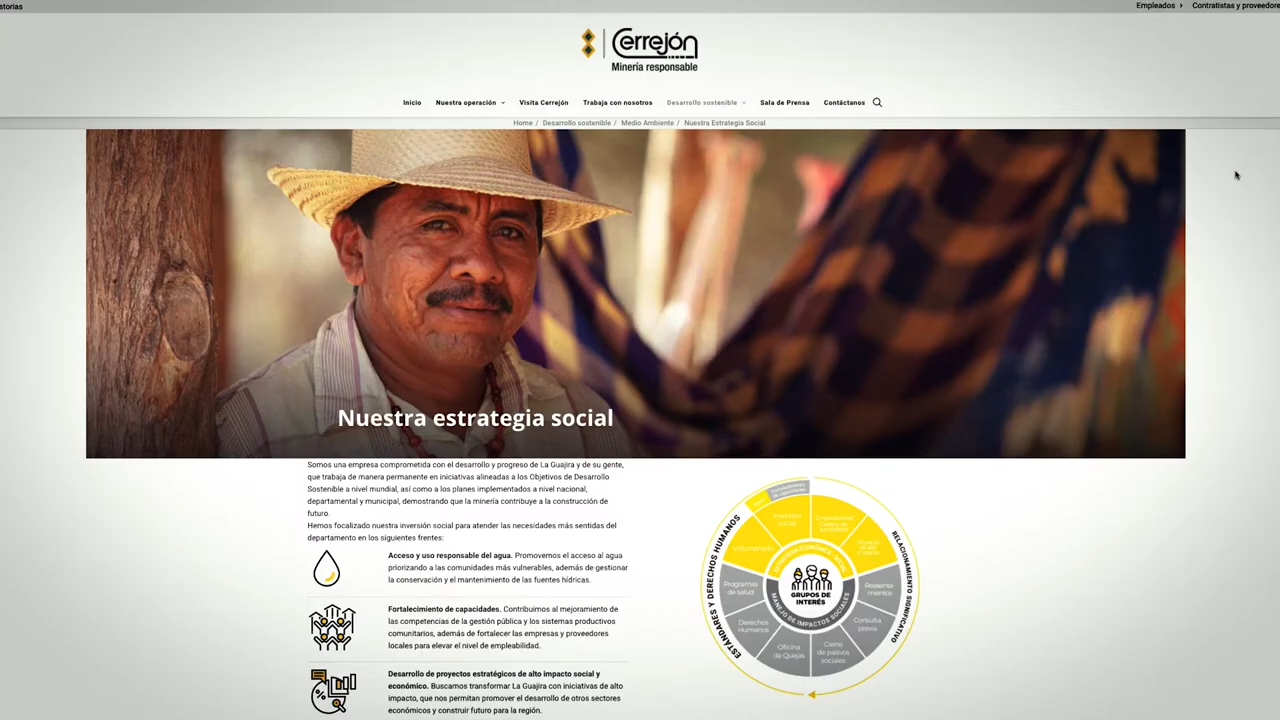 storias
Empleados
Contratistas y proveedore
Cerrejón
Minería responsable
Inicio
Nuestra operación
Visita Cerrejón
Trabaja con nosotros
Desarrollo sostenible
Sala de Prensa
Contáctanos
Home / Desarrollo sostenible / Medio Ambiente / Nuestra Estrategia Social
Nuestra estrategia social
Somos una empresa comprometida con el desarrollo y progreso de La Guajira y de su gente,
que trabaja de manera permanente en iniciativas alineadas a los Objetivos de Desarrollo
Sostenible a nivel mundial, así como a los planes implementados a nivel nacional,
departamental y municipal, demostrando que la minería contribuye a la construcción de
futuro.
Hemos focalizado nuestra inversión social para atender las necesidades más sentidas del
departamento en los siguientes frentes:
Acceso y uso responsable del agua. Promovemos el acceso al agua
priorizando a las comunidades más vulnerables, además de gestionar
la conservación y el mantenimiento de las fuentes hídricas.
Fortalecimiento de capacidades. Contribuimos al mejoramiento de
las competencias de la gestión pública y los sistemas productivos
comunitarios, además de fortalecer las empresas y proveedores
locales para elevar el nivel de empleabilidad.
Desarrollo de proyectos estratégicos de alto impacto social y
económico. Buscamos transformar La Guajira con iniciativas de alto
impacto, que nos permitan promover el desarrollo de otros sectores
económicos y construir futuro para la región.
ESTÁNDARES Y DERECHOS HUMANOS
RELACIONAMIENTO SIGNIFICATIVO
Inversión
social
Voluntariado
Programas
de salud
Derechos
Humanos
Oficina
de Quejas
Cierre
de pasivos
sociales
Consulta
previa
Reasenta-
mientos
GRUPOS DE
INTERÉS
MANEJO DE IMPACTOS SOCIALES